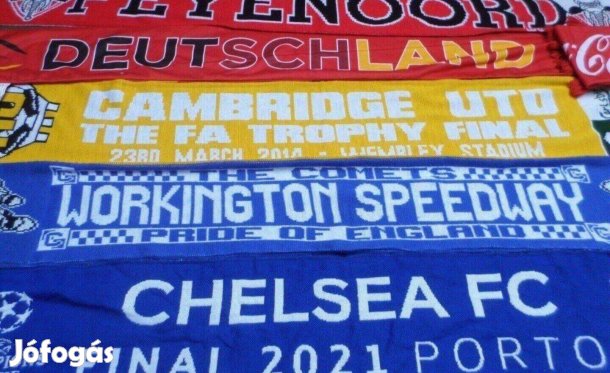 FEYENOORD
DEUTSCHLAND
Co
CAMBRIDGE UTD
THE FA TROPHY FINAL
23RD MARCH 2014 - WEMBLEY STADIUM
THE COMETS
WORKINGTON SPEEDWAY
PRIDE OF ENGLAND
CHELSEA FC
FINAL 2021 PORTO
Jófogás